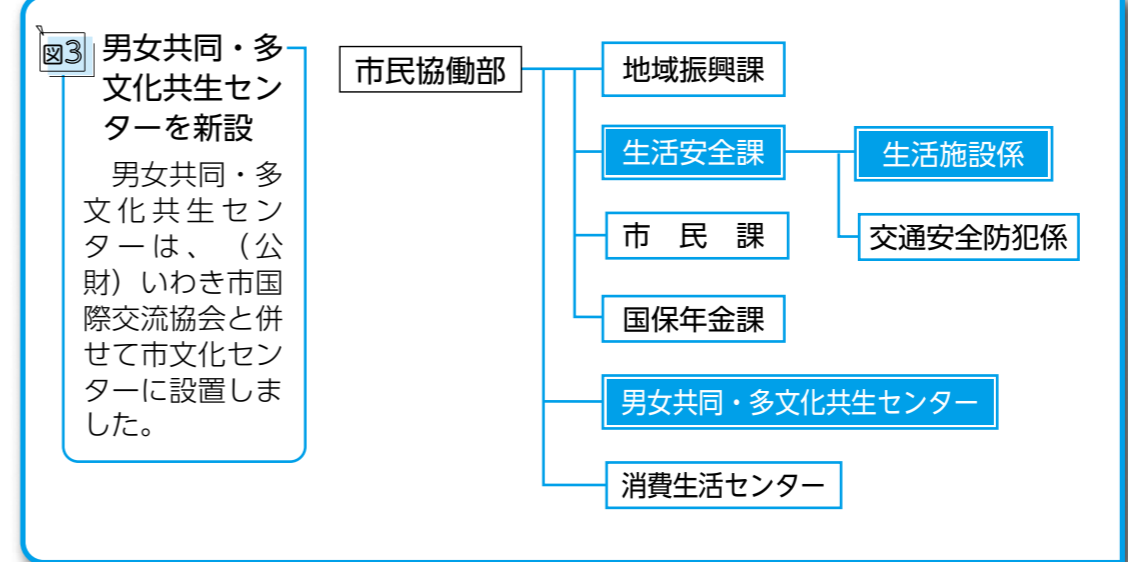 図3
男女共同・多
文化共生セン
ターを新設
男女共同・多
文化共生セン
ターは、（公
財）いわき市国
際交流協会と併
せて市文化セン
ターに設置しま
した。
市民協働部
地域振興課
生活安全課
生活施設係
交通安全防犯係
市　民　課
国保年金課
男女共同・多文化共生センター
消費生活センター